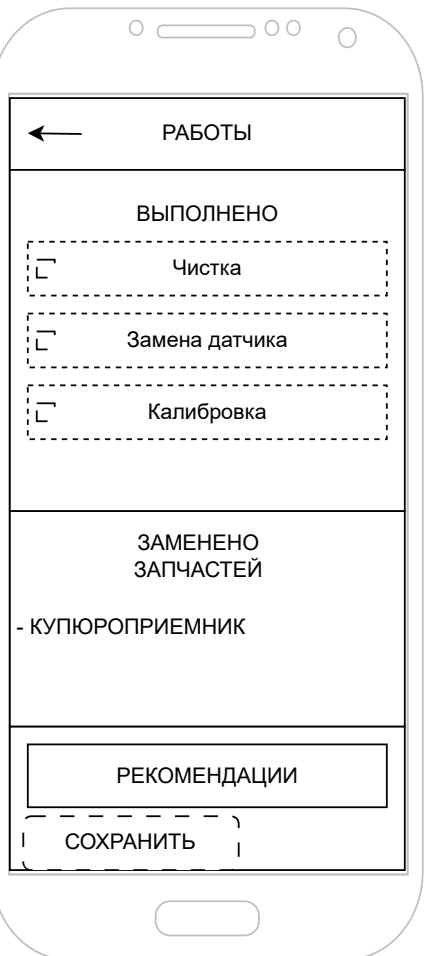 РАБОТЫ
ВЫПОЛНЕНО
Чистка
Замена датчика
Калибровка
ЗАМЕНЕНО
ЗАПЧАСТЕЙ
- КУПЮРОПРИЕМНИК
РЕКОМЕНДАЦИИ
СОХРАНИТЬ